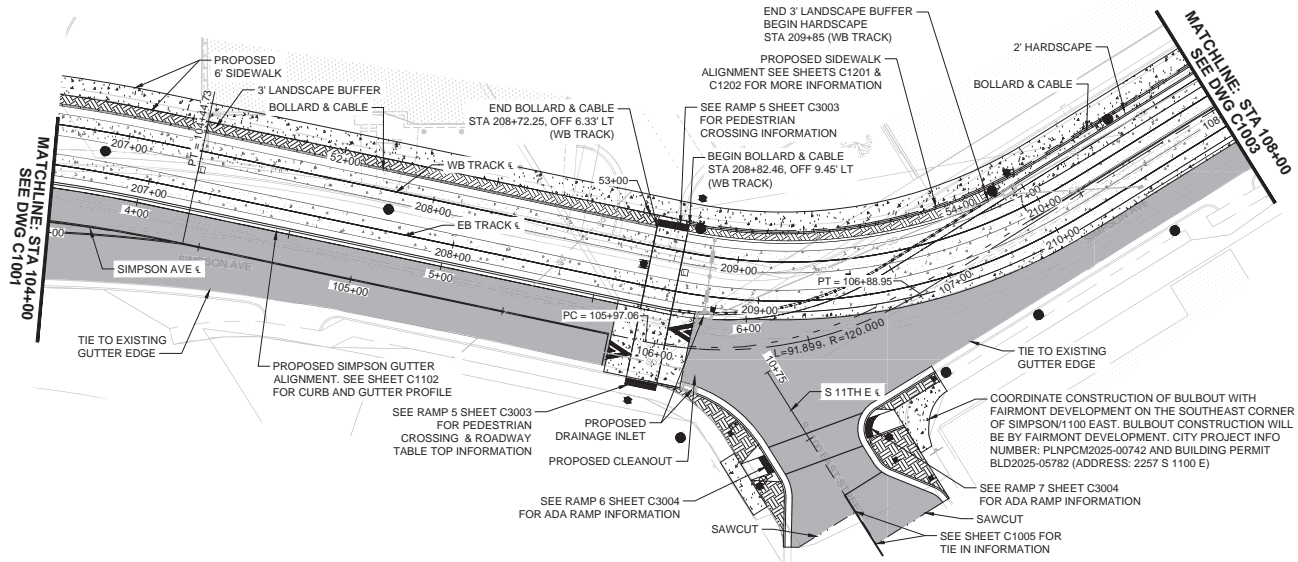 END 3' LANDSCAPE BUFFER
BEGIN HARDSCAPE
STA 209+85 (WB TRACK)
PROPOSED SIDEWALK
ALIGNMENT SEE SHEETS C1201 &
C1202 FOR MORE INFORMATION
2' HARDSCAPE
BOLLARD & CABLE
MATCHLINE: STA 108+00
SEE DWG C1003
PROPOSED
6' SIDEWALK
3' LANDSCAPE BUFFER
BOLLARD & CABLE
END BOLLARD & CABLE
STA 208+72.25, OFF 6.33' LT
(WB TRACK)
SEE RAMP 5 SHEET C3003
FOR PEDESTRIAN
CROSSING INFORMATION
BEGIN BOLLARD & CABLE
STA 208+82.46, OFF 9.45' LT
(WB TRACK)
MATCHLINE: STA 104+00
SEE DWG C1001
207+00
52+00
WB TRACK ℄
53+00
54+00
207+00
208+00
EB TRACK ℄
209+00
210+00
4+00
208+00
209+00
210+00
SIMPSON AVE ℄
SIMPSON AVE
105+00
5+00
PC = 105+97.06
6+00
PT = 106+88.95
107+00
7+00
108
106+00
L=91.899, R=120.000
10+75
S 11TH E ℄
TIE TO EXISTING
GUTTER EDGE
PROPOSED SIMPSON GUTTER
ALIGNMENT. SEE SHEET C1102
FOR CURB AND GUTTER PROFILE
SEE RAMP 5 SHEET C3003
FOR PEDESTRIAN
CROSSING & ROADWAY
TABLE TOP INFORMATION
PROPOSED
DRAINAGE INLET
PROPOSED CLEANOUT
SEE RAMP 6 SHEET C3004
FOR ADA RAMP INFORMATION
SAWCUT
TIE TO EXISTING
GUTTER EDGE
COORDINATE CONSTRUCTION OF BULBOUT WITH
FAIRMONT DEVELOPMENT ON THE SOUTHEAST CORNER
OF SIMPSON/1100 EAST. BULBOUT CONSTRUCTION WILL
BE BY FAIRMONT DEVELOPMENT. CITY PROJECT INFO
NUMBER: PLNPCM2025-00742 AND BUILDING PERMIT
BLD2025-05782 (ADDRESS: 2257 S 1100 E)
SEE RAMP 7 SHEET C3004
FOR ADA RAMP INFORMATION
SAWCUT
SEE SHEET C1005 FOR
TIE IN INFORMATION